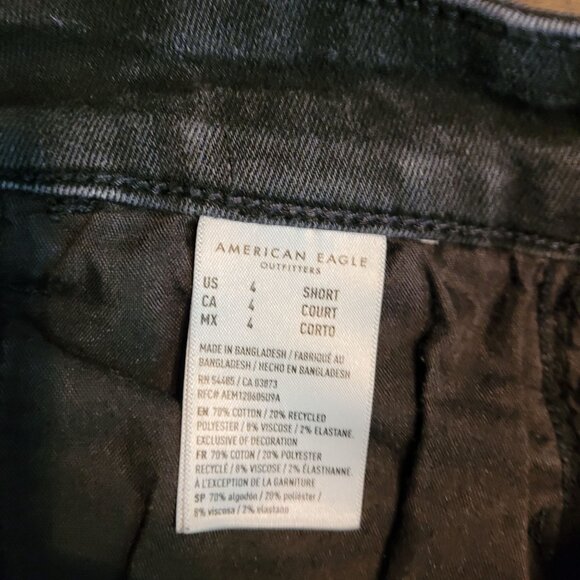 AMERICAN EAGLE
OUTFITTERS
US 4 SHORT
CA 4 COURT
MX 4 CORTO
MADE IN BANGLADESH / FABRIQUÉ AU
BANGLADESH / HECHO EN BANGLADESH
RN 54485 / CA 03873
RFC# AEM120605U9A
EN 70% COTTON / 20% RECYCLED
POLYESTER / 8% VISCOSE / 2% ELASTANE.
EXCLUSIVE OF DECORATION
FR 70% COTON / 20% POLYESTER
RECYCLÉ / 8% VISCOSE / 2% ÉLASTHANNE.
À L'EXCEPTION DE LA GARNITURE
SP 70% algodón / 20% poliéster /
8% viscosa / 2% elastano